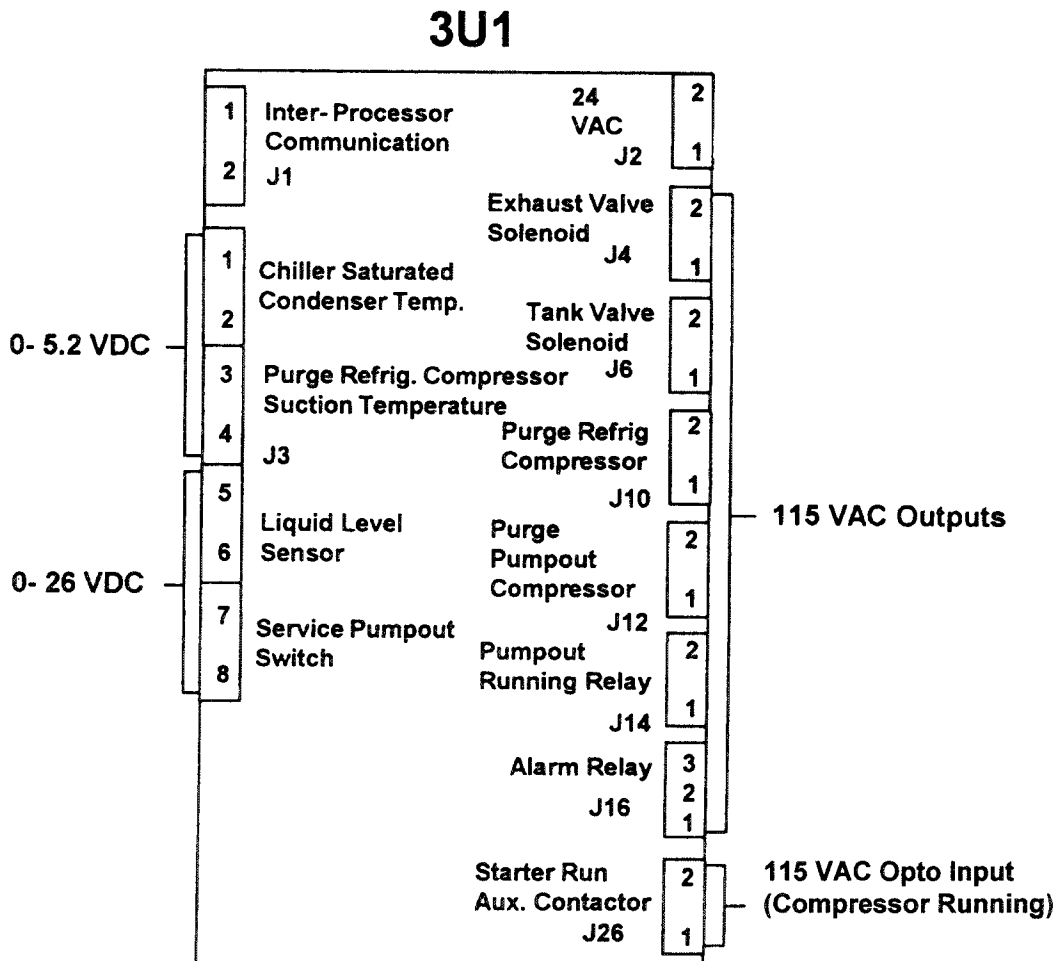 3U1
1
2
Inter- Processor
Communication
J1
0- 5.2 VDC
1
2
Chiller Saturated
Condenser Temp.
3
4
Purge Refrig. Compressor
Suction Temperature
J3
0- 26 VDC
5
6
Liquid Level
Sensor
7
8
Service Pumpout
Switch
24
VAC
J2
2
1
Exhaust Valve
Solenoid
J4
2
1
Tank Valve
Solenoid
J6
2
1
Purge Refrig
Compressor
J10
2
1
Purge
Pumpout
Compressor
J12
2
1
Pumpout
Running Relay
J14
2
1
Alarm Relay
J16
3
2
1
115 VAC Outputs
Starter Run
Aux. Contactor
J26
2
1
115 VAC Opto Input
(Compressor Running)